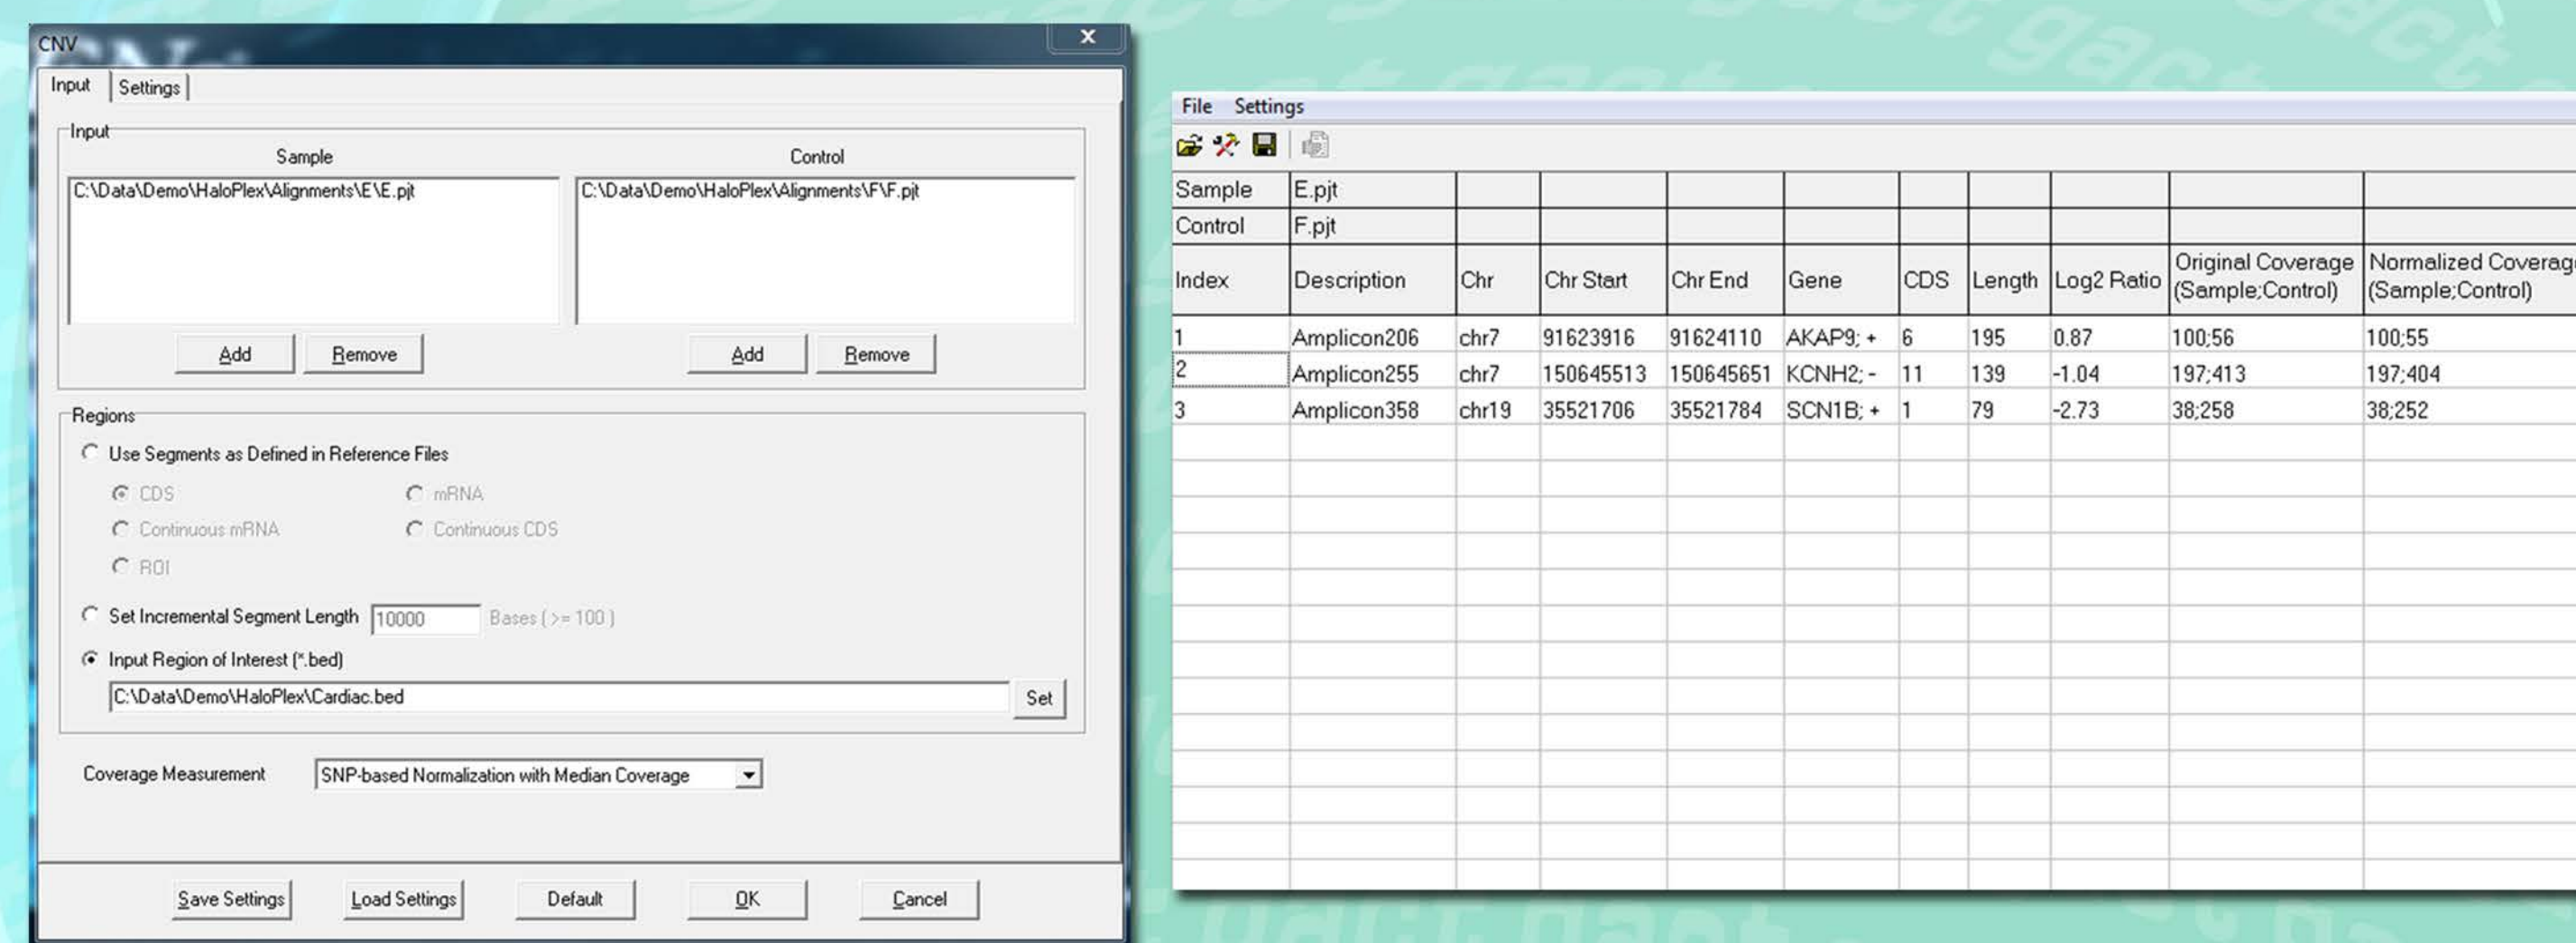 CNV
Input Settings
Input
Sample Control
C:\Data\Demo\HaloPlex\Alignments\E\E.pjt C:\Data\Demo\HaloPlex\Alignments\F\F.pjt
Add Remove Add Remove
Regions
Use Segments as Defined in Reference Files
CDS mRNA
Continuous mRNA Continuous CDS
ROI
Set Incremental Segment Length 10000 Bases ( >= 100 )
Input Region of Interest (*.bed)
C:\Data\Demo\HaloPlex\Cardiac.bed Set
Coverage Measurement SNP-based Normalization with Median Coverage
Save Settings Load Settings Default OK Cancel
File Settings
Sample E.pjt
Control F.pjt
Index Description Chr Chr Start Chr End Gene CDS Length Log2 Ratio Original Coverage (Sample;Control) Normalized Coverage (Sample;Control)
1 Amplicon206 chr7 91623916 91624110 AKAP9; + 6 195 0.87 100;56 100;55
2 Amplicon255 chr7 150645513 150645651 KCNH2; - 11 139 -1.04 197;413 197;404
3 Amplicon358 chr19 35521706 35521784 SCN1B; + 1 79 -2.73 38;258 38;252